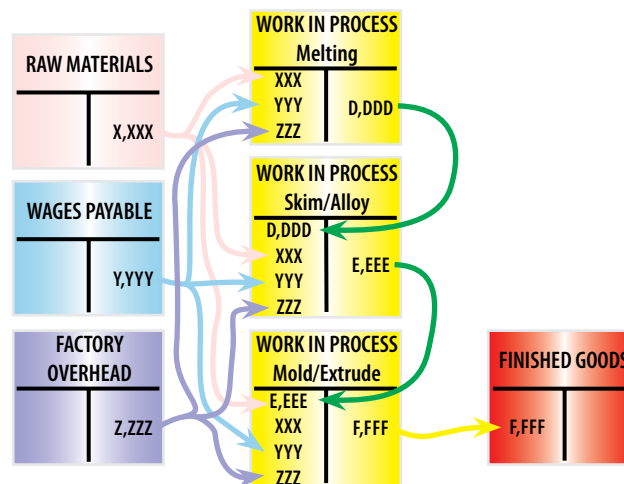 RAW MATERIALS
X,XXX
WAGES PAYABLE
Y,YYY
FACTORY
OVERHEAD
Z,ZZZ
WORK IN PROCESS
Melting
XXX
YYY
ZZZ
D,DDD
WORK IN PROCESS
Skim/Alloy
D,DDD
XXX
YYY
ZZZ
E,EEE
WORK IN PROCESS
Mold/Extrude
E,EEE
XXX
YYY
ZZZ
F,FFF
FINISHED GOODS
F,FFF